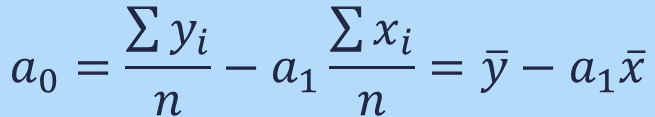 a₀ = ∑ yᵢ / n − a₁ ∑ xᵢ / n = ȳ − a₁x̄